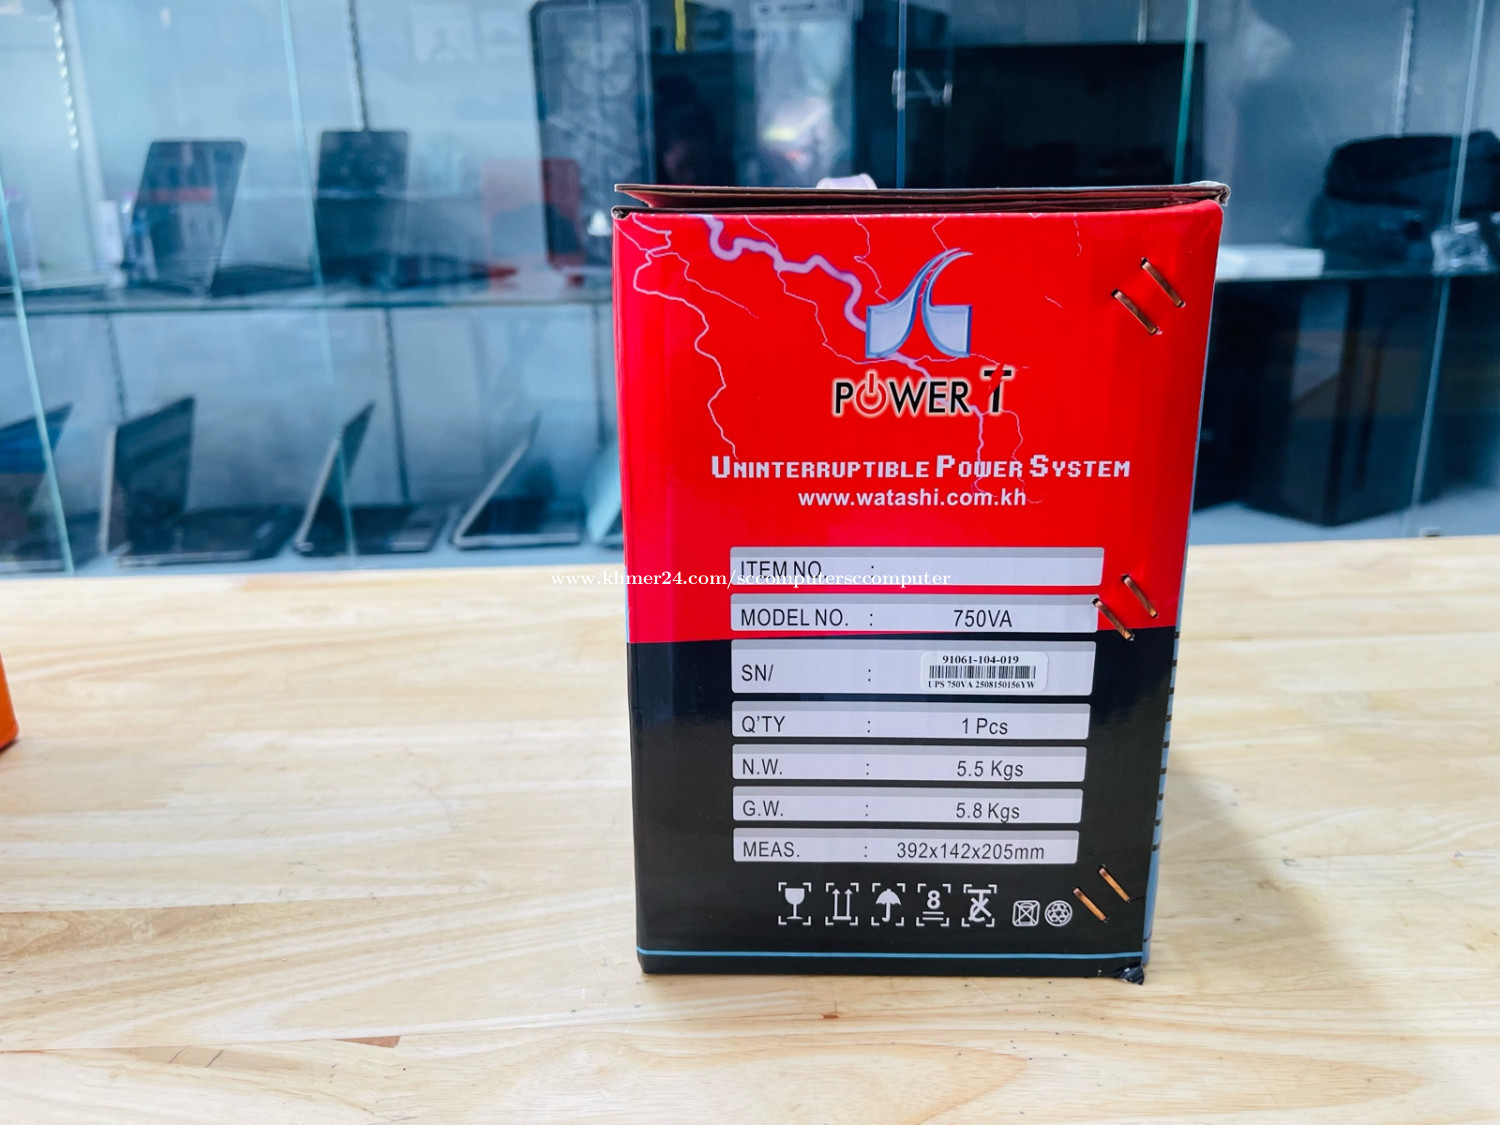 POWER T
UNINTERRUPTIBLE POWER SYSTEM
www.watashi.com.kh
ITEM NO. :
www.khmer24.com/sccomputersccomputer
MODEL NO. : 750VA
SN/ : 91061-104-019
UPS 750VA 2508150156YW
Q'TY : 1 Pcs
N.W. : 5.5 Kgs
G.W. : 5.8 Kgs
MEAS. : 392x142x205mm
8